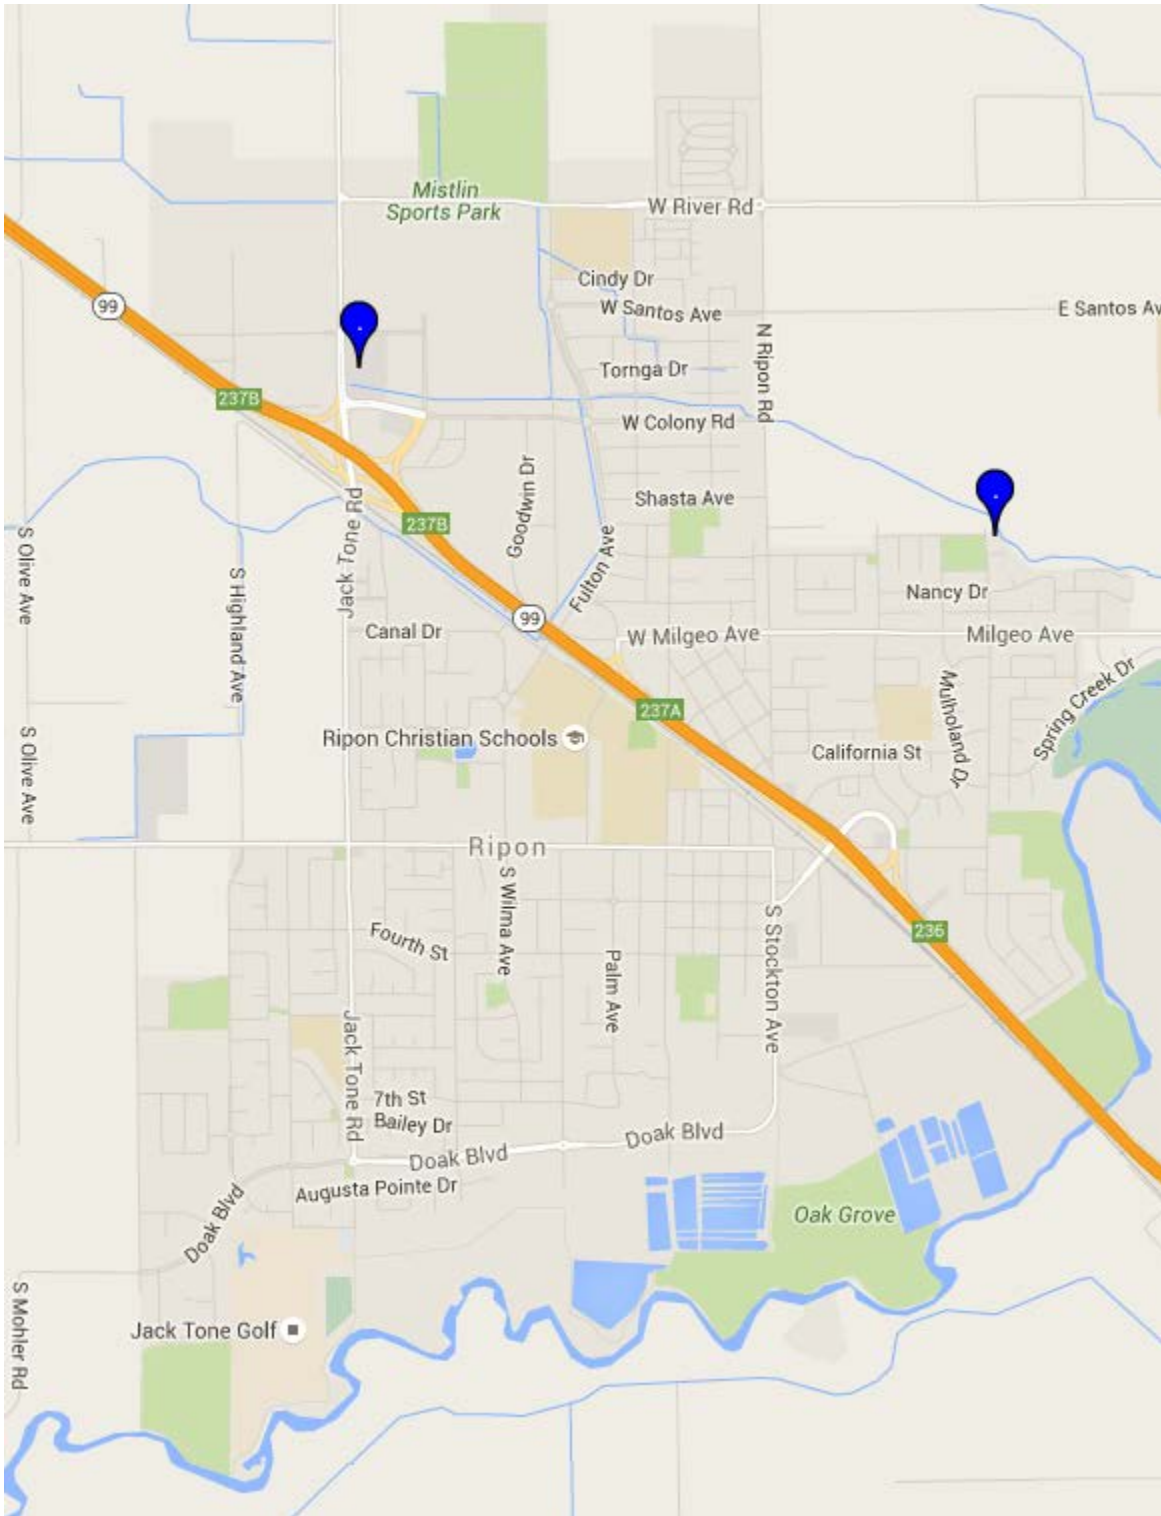 Mistlin
Sports Park
W River Rd
Cindy Dr
99
W Santos Ave
E Santos Av
N Ripon Rd
Tornga Dr
237B
W Colony Rd
Goodwin Dr
Shasta Ave
Jack Tone Rd
237B
S Olive Ave
S Highland Ave
Fulton Ave
Nancy Dr
99
Canal Dr
W Milgeo Ave
Milgeo Ave
Mulholand Dr
Spring Creek Dr
237A
Ripon Christian Schools
California St
S Olive Ave
Ripon
S Wilma Ave
S Stockton Ave
Fourth St
236
Palm Ave
Jack Tone Rd
7th St
Bailey Dr
Doak Blvd
Doak Blvd
Augusta Pointe Dr
Doak Blvd
Oak Grove
S Mohler Rd
Jack Tone Golf